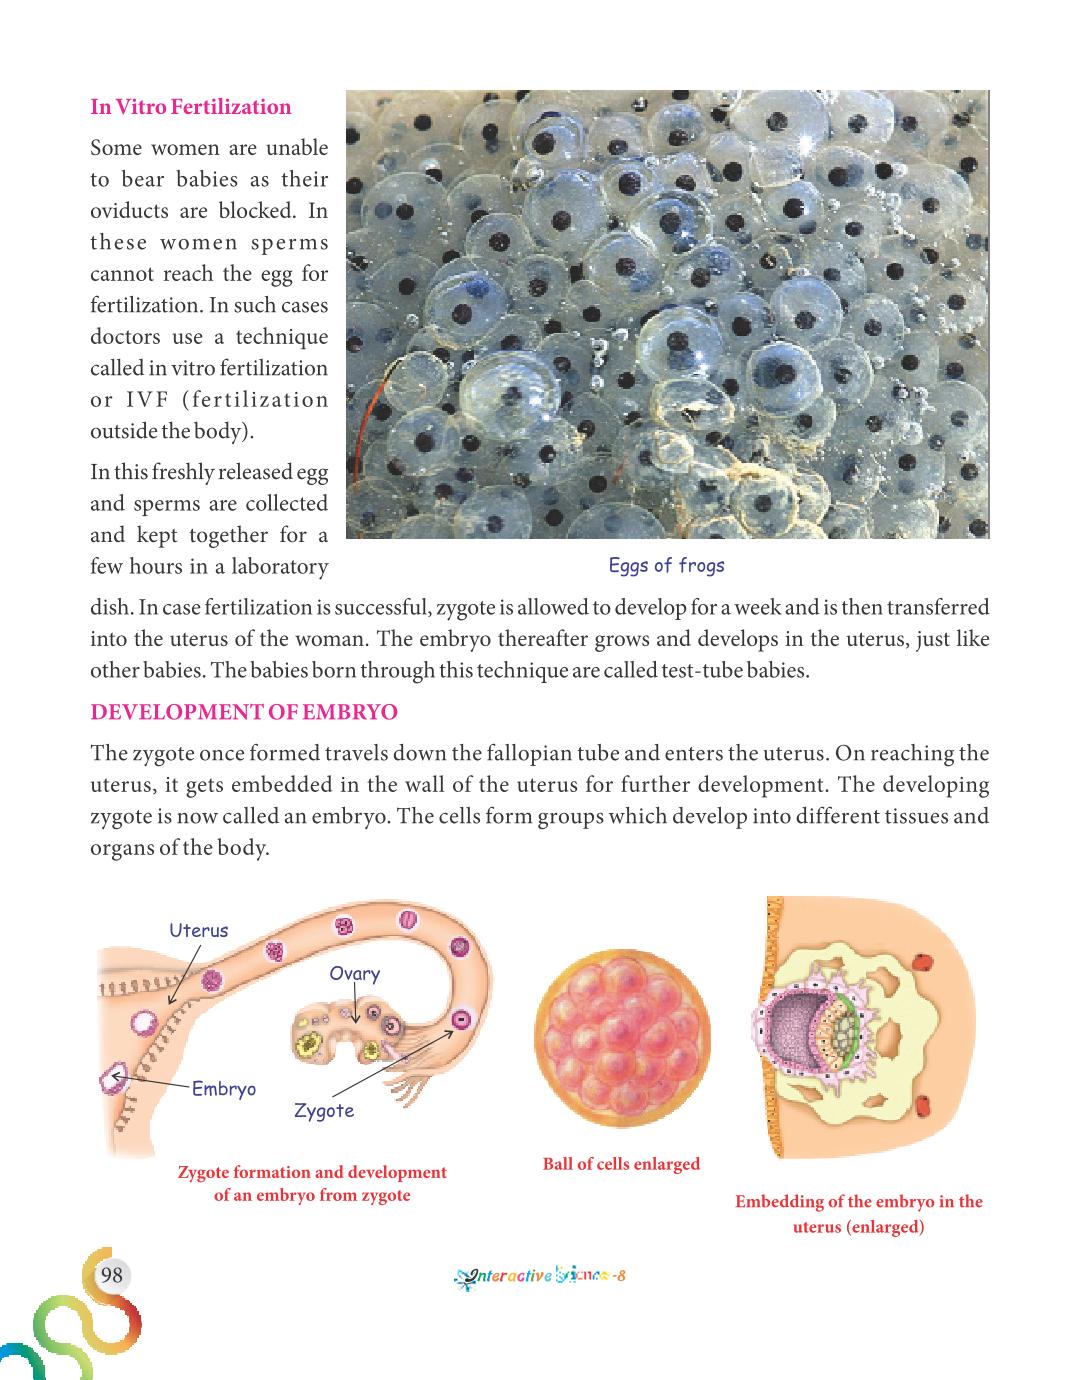 In Vitro Fertilization
Some women are unable
to bear babies as their
oviducts are blocked. In
these women sperms
cannot reach the egg for
fertilization. In such cases
doctors use a technique
called in vitro fertilization
or IVF (fertilization
outside the body).
In this freshly released egg
and sperms are collected
and kept together for a
few hours in a laboratory
Eggs of frogs
dish. In case fertilization is successful, zygote is allowed to develop for a week and is then transferred
into the uterus of the woman. The embryo thereafter grows and develops in the uterus, just like
other babies. The babies born through this technique are called test-tube babies.
DEVELOPMENT OF EMBRYO
The zygote once formed travels down the fallopian tube and enters the uterus. On reaching the
uterus, it gets embedded in the wall of the uterus for further development. The developing
zygote is now called an embryo. The cells form groups which develop into different tissues and
organs of the body.
Uterus
Ovary
Embryo
Zygote
Zygote formation and development
of an embryo from zygote
Ball of cells enlarged
Embedding of the embryo in the
uterus (enlarged)
98
Interactive Science -8